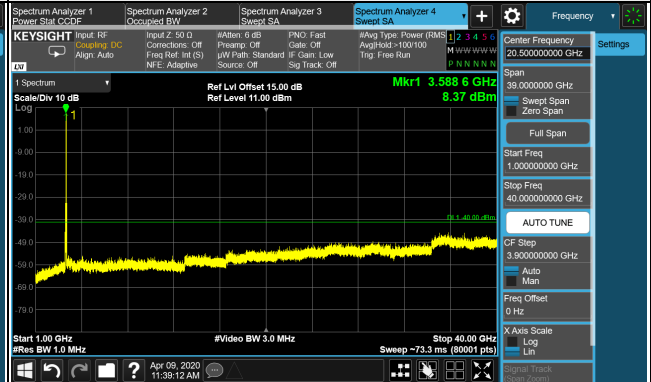 Spectrum Analyzer 1
Power Stat CCDF
Spectrum Analyzer 2
Occupied BW
Spectrum Analyzer 3
Swept SA
Spectrum Analyzer 4
Swept SA
Frequency
KEYSIGHT
Input: RF
Coupling: DC
Align: Auto
Input Z: 50 Ω
Corrections: Off
Freq Ref: Int (S)
NFE: Adaptive
#Atten: 6 dB
Preamp: Off
µW Path: Standard
Source: Off
PNO: Fast
Gate: Off
IF Gain: Low
Sig Track: Off
#Avg Type: Power (RMS
Avg|Hold:>100/100
Trig: Free Run
1 2 3 4 5 6
M W W W W W
P N N N N N
LXI
1 Spectrum
Scale/Div 10 dB
Log
Ref Lvl Offset 15.00 dB
Ref Level 11.00 dBm
Mkr1 3.588 6 GHz
8.37 dBm
1
1.00
-9.00
-19.0
-29.0
-39.0
-49.0
-59.0
-69.0
-79.0
DL1 -40.00 dBm
Start 1.00 GHz
#Res BW 1.0 MHz
#Video BW 3.0 MHz
Stop 40.00 GHz
Sweep ~73.3 ms (80001 pts)
Apr 09, 2020
11:39:12 AM
Center Frequency
20.500000000 GHz
Span
39.0000000 GHz
Swept Span
Zero Span
Full Span
Start Freq
1.000000000 GHz
Stop Freq
40.000000000 GHz
AUTO TUNE
CF Step
3.900000000 GHz
Auto
Man
Freq Offset
0 Hz
X Axis Scale
Log
Lin
Signal Track
(Span Zoom)
Settings